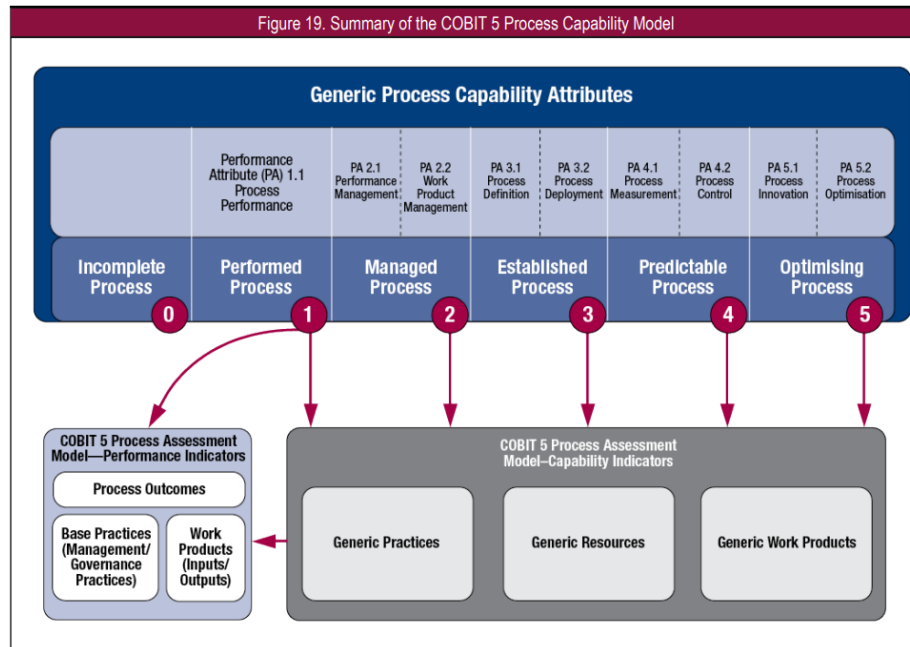 Figure 19. Summary of the COBIT 5 Process Capability Model
Generic Process Capability Attributes
Performance
Attribute (PA) 1.1
Process
Performance
PA 2.1
Performance
Management
PA 2.2
Work
Product
Management
PA 3.1
Process
Definition
PA 3.2
Process
Deployment
PA 4.1
Process
Measurement
PA 4.2
Process
Control
PA 5.1
Process
Innovation
PA 5.2
Process
Optimisation
Incomplete
Process
0
Performed
Process
1
Managed
Process
2
Established
Process
3
Predictable
Process
4
Optimising
Process
5
COBIT 5 Process Assessment
Model—Performance Indicators
Process Outcomes
Base Practices
(Management/
Governance
Practices)
Work
Products
(Inputs/
Outputs)
COBIT 5 Process Assessment
Model–Capability Indicators
Generic Practices
Generic Resources
Generic Work Products